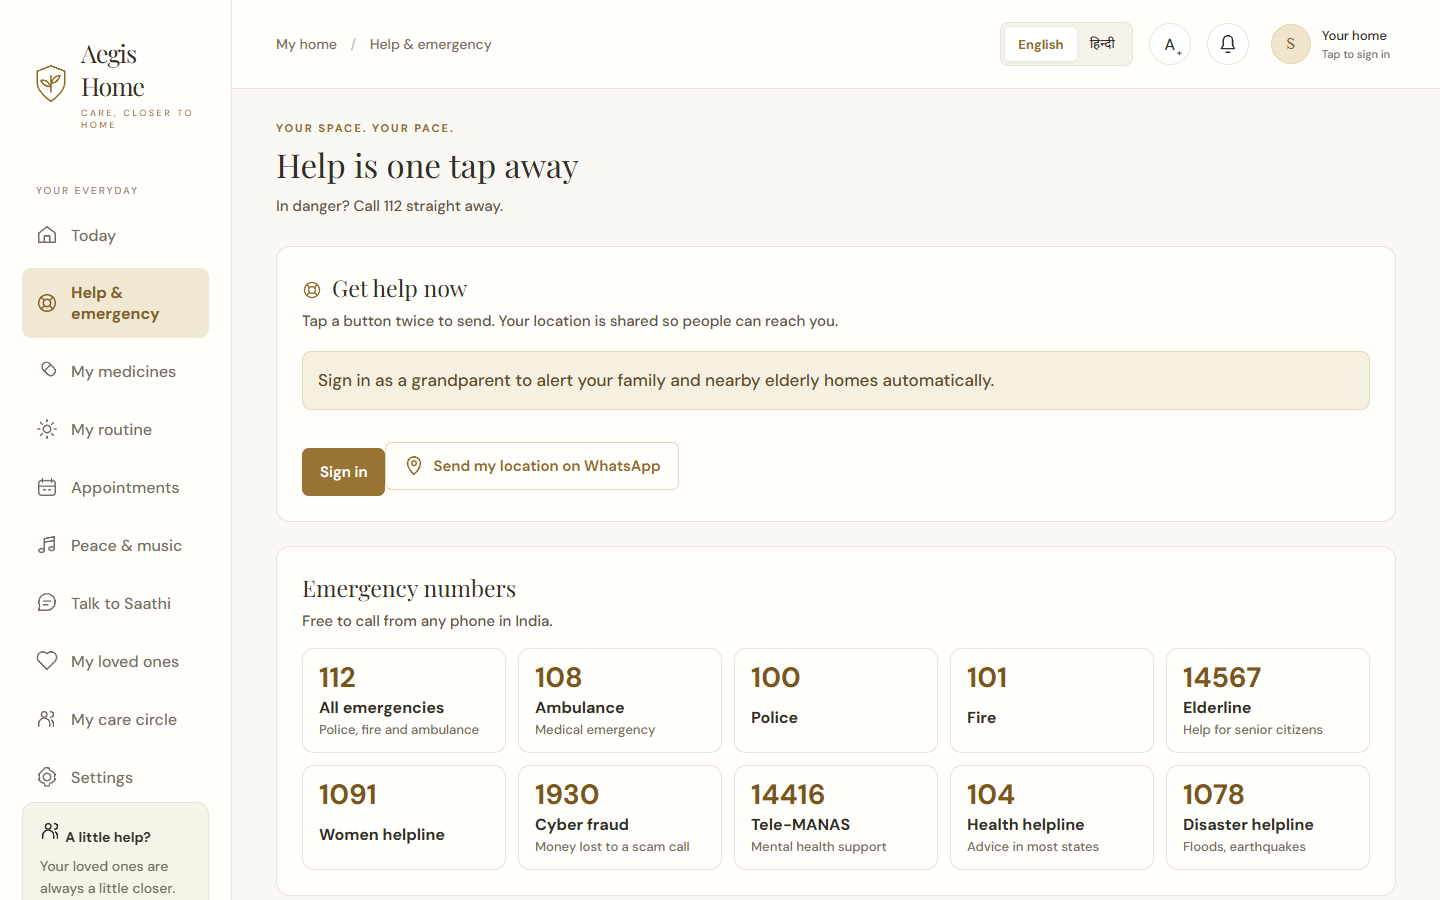 Aegis
Home
CARE, CLOSER TO
HOME
YOUR EVERYDAY
Today
Help &
emergency
My medicines
My routine
Appointments
Peace & music
Talk to Saathi
My loved ones
My care circle
Settings
A little help?
Your loved ones are
always a little closer.
My home / Help & emergency
English हिन्दी
A+
S
Your home
Tap to sign in
YOUR SPACE. YOUR PACE.
Help is one tap away
In danger? Call 112 straight away.
Get help now
Tap a button twice to send. Your location is shared so people can reach you.
Sign in as a grandparent to alert your family and nearby elderly homes automatically.
Sign in
Send my location on WhatsApp
Emergency numbers
Free to call from any phone in India.
112
All emergencies
Police, fire and ambulance
108
Ambulance
Medical emergency
100
Police
101
Fire
14567
Elderline
Help for senior citizens
1091
Women helpline
1930
Cyber fraud
Money lost to a scam call
14416
Tele-MANAS
Mental health support
104
Health helpline
Advice in most states
1078
Disaster helpline
Floods, earthquakes